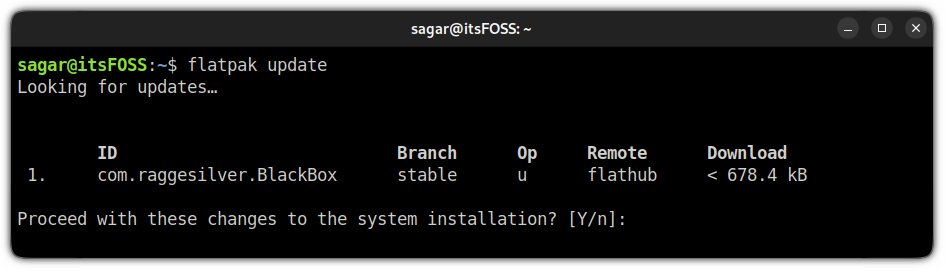 sagar@itsFOSS: ~
sagar@itsFOSS:~$ flatpak update
Looking for updates…
ID Branch Op Remote Download
1. com.raggesilver.BlackBox stable u flathub < 678.4 kB
Proceed with these changes to the system installation? [Y/n]: